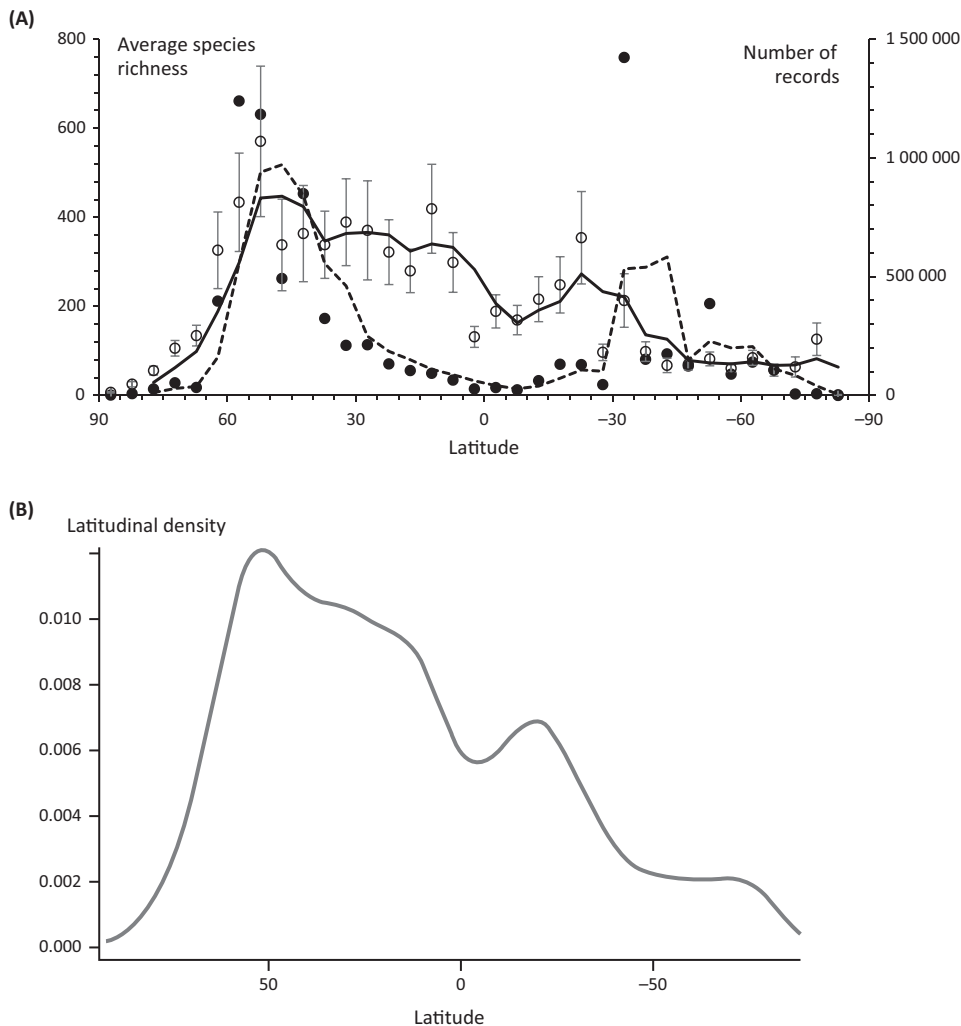 (A)
800
600
400
200
0
Average species
richness
Number of
records
1 500 000
1 000 000
500 000
0
90
60
30
0
–30
–60
–90
Latitude
(B)
Latitudinal density
0.010
0.008
0.006
0.004
0.002
0.000
50
0
–50
Latitude